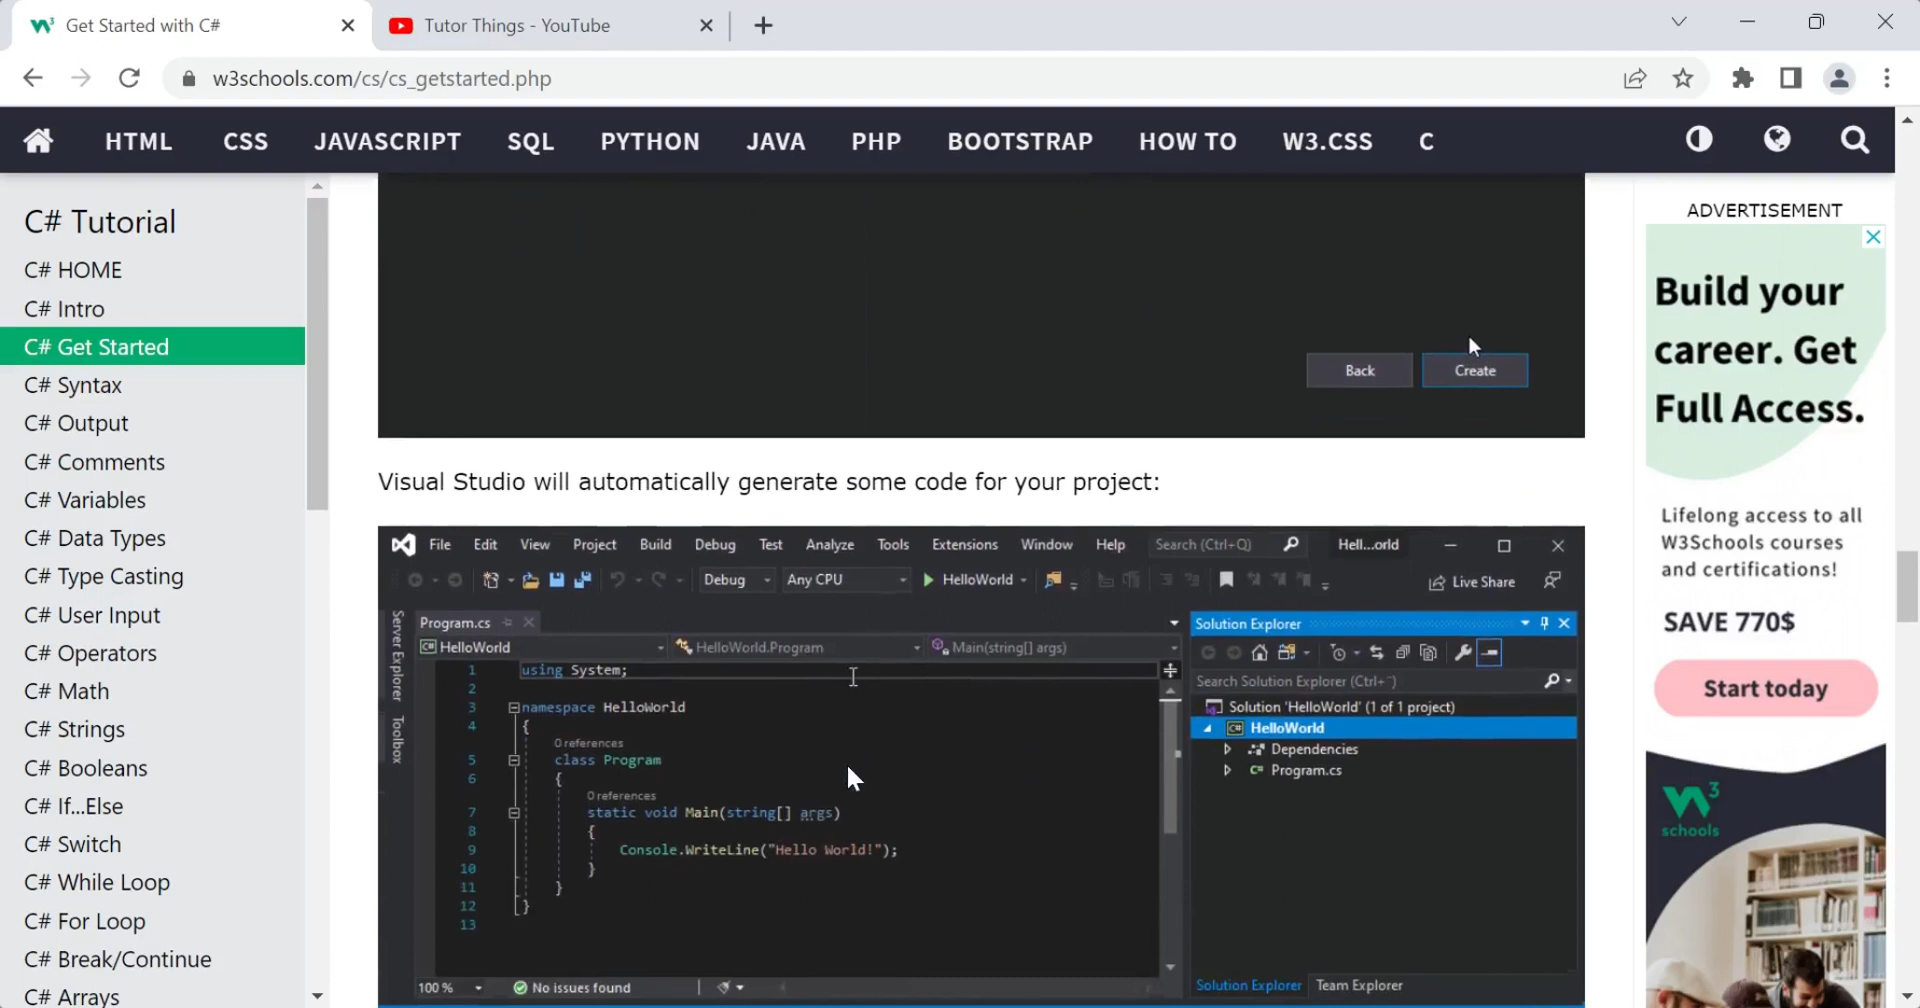 Get Started with C#
Tutor Things - YouTube
w3schools.com/cs/cs_getstarted.php
HTML CSS JAVASCRIPT SQL PYTHON JAVA PHP BOOTSTRAP HOW TO W3.CSS C
C# Tutorial
C# HOME
C# Intro
C# Get Started
C# Syntax
C# Output
C# Comments
C# Variables
C# Data Types
C# Type Casting
C# User Input
C# Operators
C# Math
C# Strings
C# Booleans
C# If...Else
C# Switch
C# While Loop
C# For Loop
C# Break/Continue
C# Arrays
Back Create
Visual Studio will automatically generate some code for your project:
File Edit View Project Build Debug Test Analyze Tools Extensions Window Help Search (Ctrl+Q) Hell...orld
Debug Any CPU HelloWorld Live Share
Server Explorer
Toolbox
Program.cs
C# HelloWorld HelloWorld.Program Main(string[] args)
1 using System;
2
3 namespace HelloWorld
4 {
0 references
5 class Program
6 {
0 references
7 static void Main(string[] args)
8 {
9 Console.WriteLine("Hello World!");
10 }
11 }
12 }
13
100 % No issues found
Solution Explorer
Search Solution Explorer (Ctrl+¨)
Solution 'HelloWorld' (1 of 1 project)
C# HelloWorld
Dependencies
C# Program.cs
Solution Explorer Team Explorer
ADVERTISEMENT
Build your
career. Get
Full Access.
Lifelong access to all
W3Schools courses
and certifications!
SAVE 770$
Start today
W3
schools